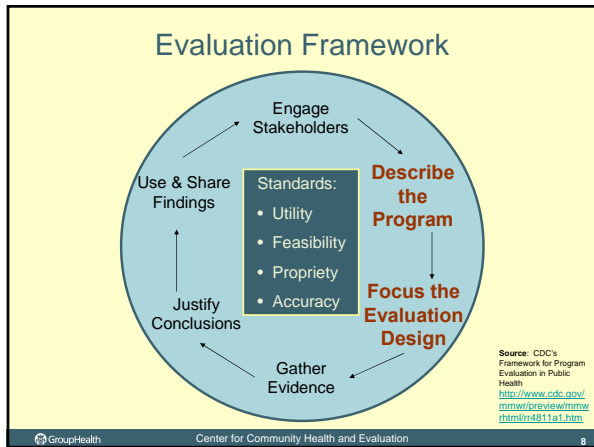 Evaluation Framework
Engage
Stakeholders
Describe
the
Program
Focus the
Evaluation
Design
Gather
Evidence
Justify
Conclusions
Use & Share
Findings
Standards:
• Utility
• Feasibility
• Propriety
• Accuracy
Source: CDC's
Framework for Program
Evaluation in Public
Health
http://www.cdc.gov/
mmwr/preview/mmw
rhtml/rr4811a1.htm
GroupHealth
Center for Community Health and Evaluation
8